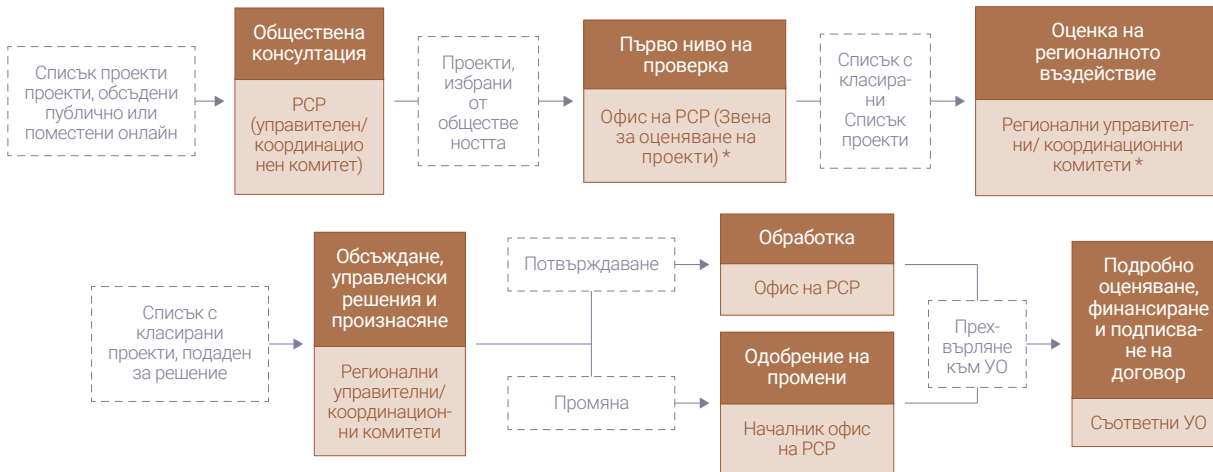 Списък проекти
проекти, обсъдени
публично или
поместени онлайн
Обществена
консултация
РСР
(управителен/
координацио
нен комитет)
Проекти,
избрани
от
обществе
ността
Първо ниво на
проверка
Офис на РСР (Звена
за оценяване на
проекти) *
Списък с
класира-
ни
Списък
проекти
Оценка на
регионалното
въздействие
Регионални управител-
ни/ координационни
комитети *
Списък с
класирани
проекти, подаден
за решение
Обсъждане,
управленски
решения и
произнасяне
Регионални
управителни/
координацион-
ни комитети
Потвърждаване
Промяна
Обработка
Офис на РСР
Одобрение на
промени
Началник офис
на РСР
Прех-
върляне
към УО
Подробно
оценяване,
финансиране
и подписва-
не на
договор
Съответни УО